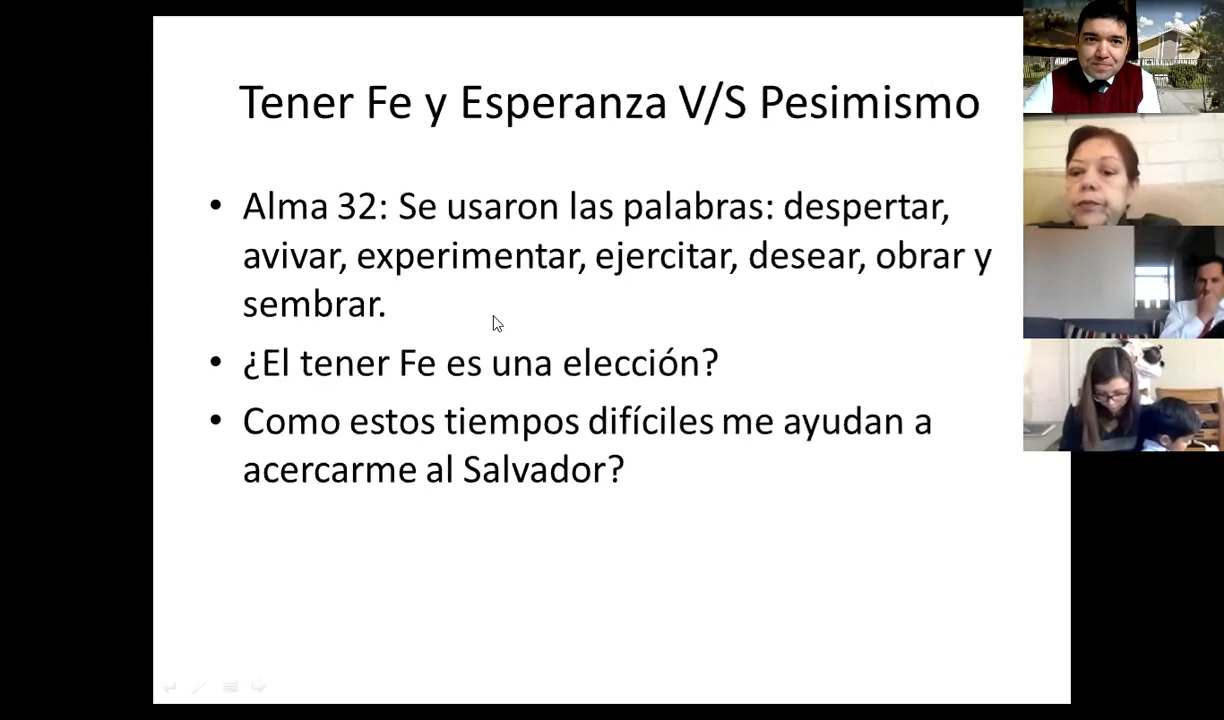 Tener Fe y Esperanza V/S Pesimismo
• Alma 32: Se usaron las palabras: despertar,
avivar, experimentar, ejercitar, desear, obrar y
sembrar.
• ¿El tener Fe es una elección?
• Como estos tiempos difíciles me ayudan a
acercarme al Salvador?